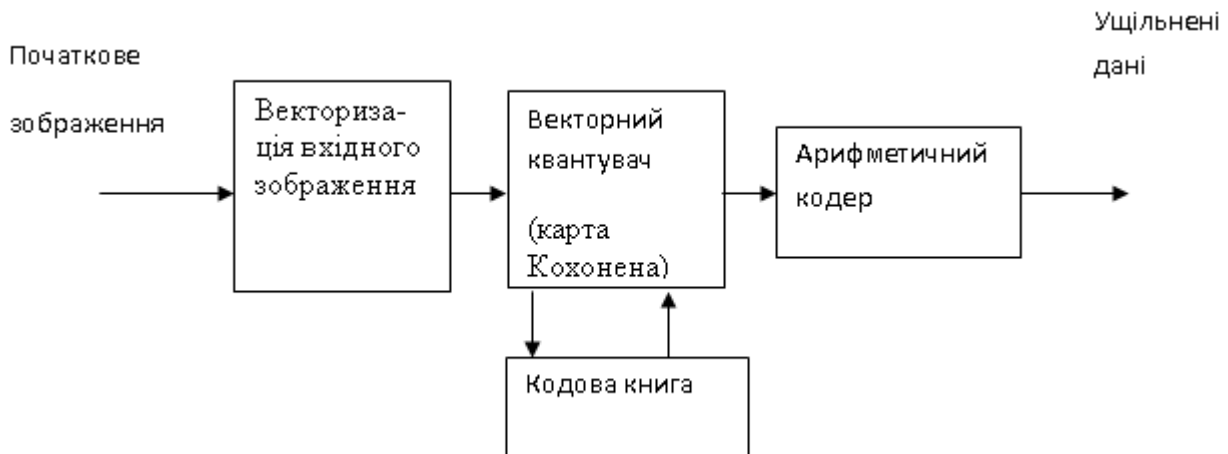 Початкове
зображення
Векториза-
ція вхідного
зображення
Векторний
квантувач
(карта
Кохонена)
Кодова книга
Арифметичний
кодер
Ущільнені
дані